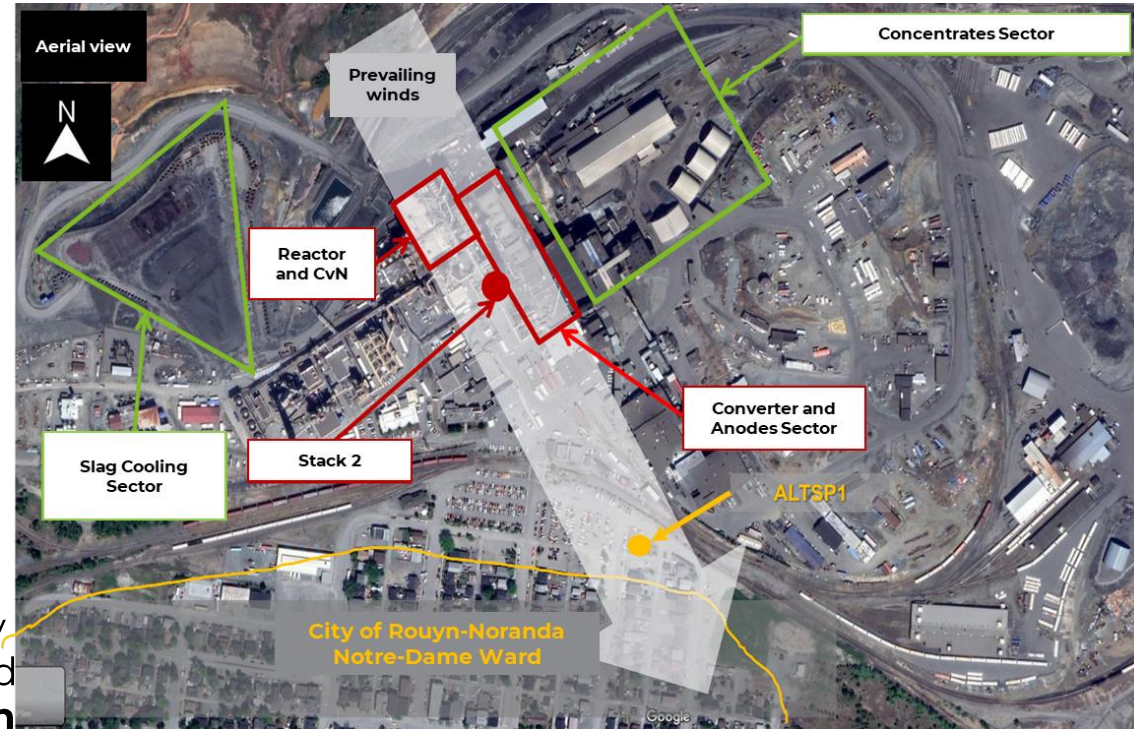 Aerial view
N
Prevailing
winds
Concentrates Sector
Reactor
and CvN
Converter and
Anodes Sector
Stack 2
Slag Cooling
Sector
ALTSP1
City of Rouyn-Noranda
Notre-Dame Ward
Google